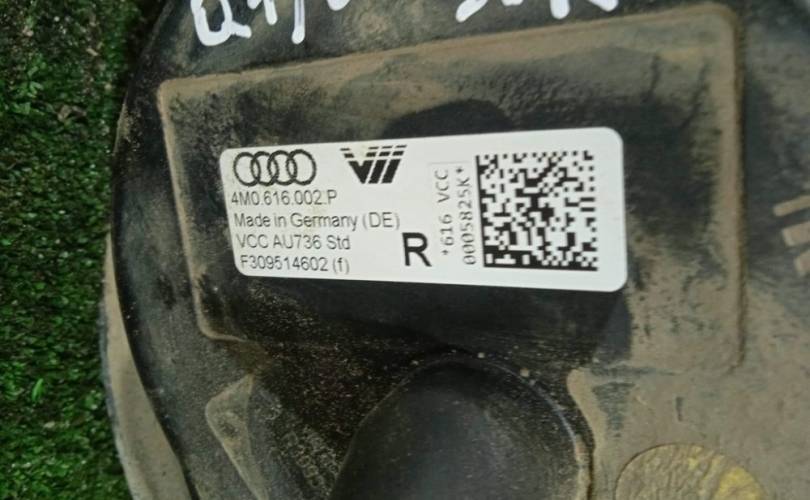 4M0.616.002.P
Made in Germany (DE)
VCC AU736 Std
F309514602 (f)
R
*616 VCC
0005825K*